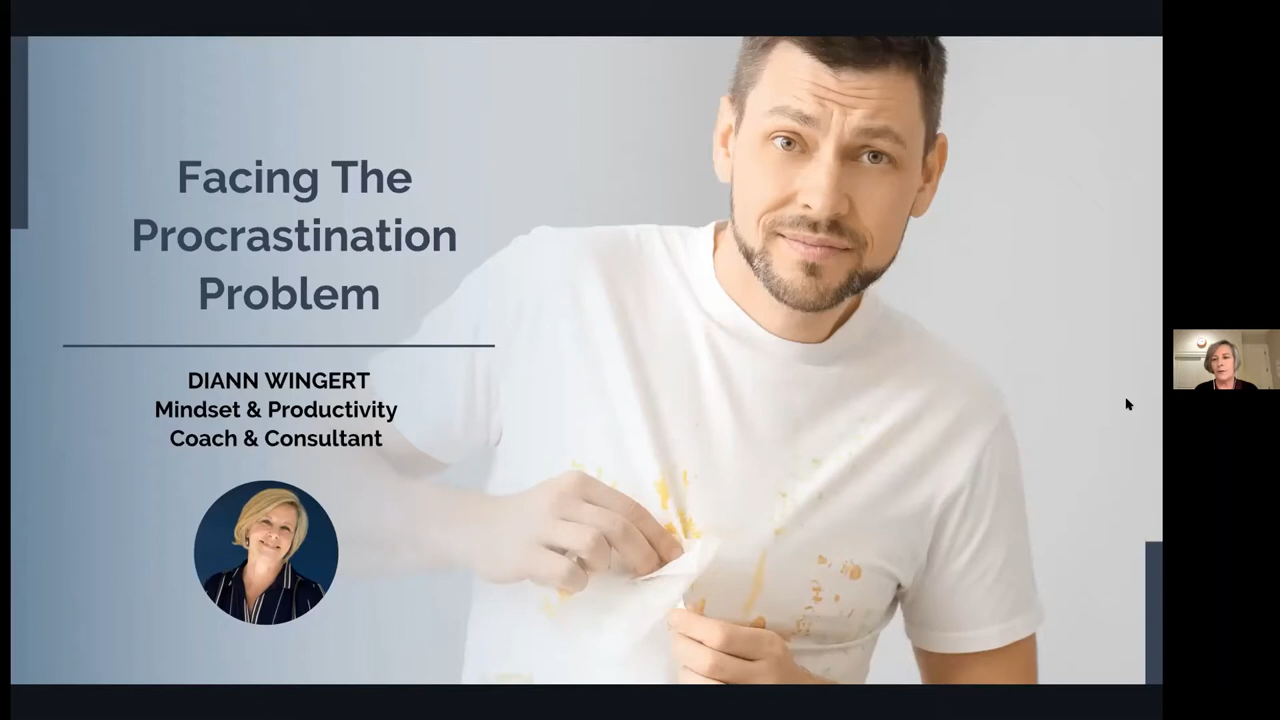 Facing The
Procrastination
Problem
DIANN WINGERT
Mindset & Productivity
Coach & Consultant